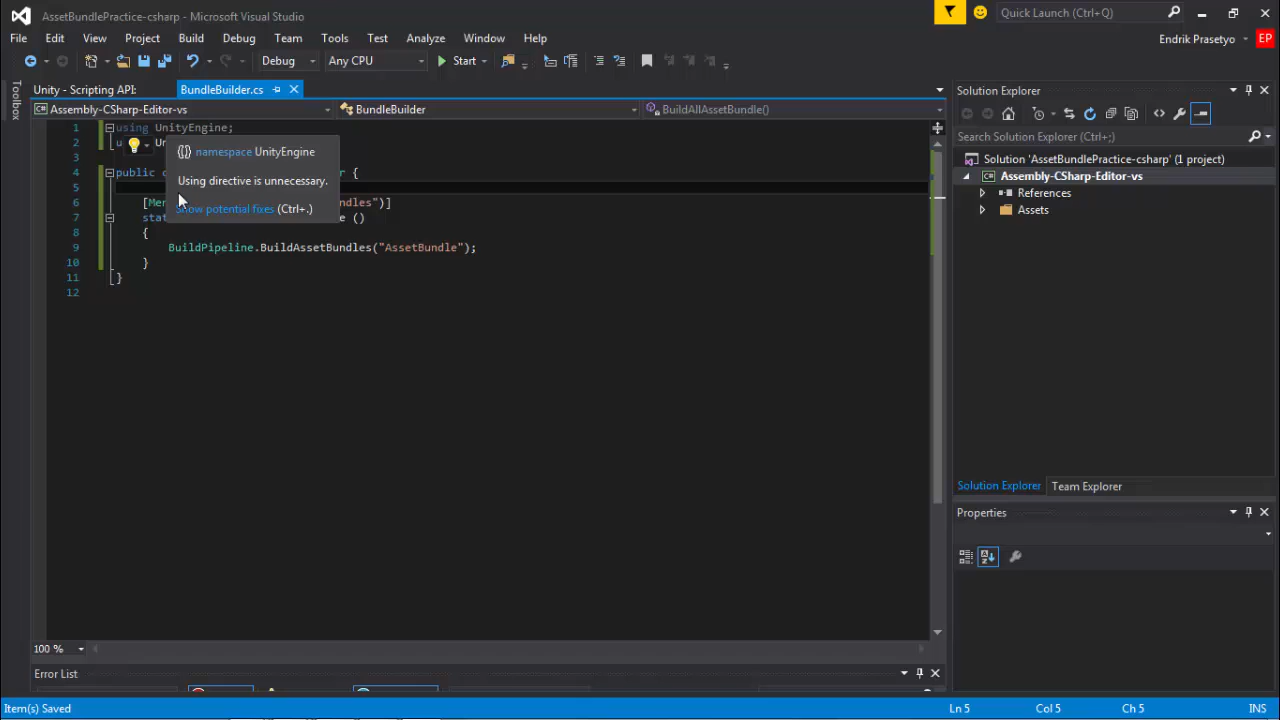 AssetBundlePractice-csharp - Microsoft Visual Studio
Quick Launch (Ctrl+Q)
File Edit View Project Build Debug Team Tools Test Analyze Window Help
Endrik Prasetyo EP
Debug Any CPU Start
Toolbox
Unity - Scripting API: BundleBuilder.cs
Assembly-CSharp-Editor-vs BundleBuilder BuildAllAssetBundle()
1 using UnityEngine;
2 u Un
3
4 public c r {
5
6 [Men ndles")]
7 stat e ()
8 {
9 BuildPipeline.BuildAssetBundles("AssetBundle");
10 }
11 }
12
namespace UnityEngine
Using directive is unnecessary.
Show potential fixes (Ctrl+.)
100 %
Error List
Solution Explorer
Search Solution Explorer (Ctrl+;)
Solution 'AssetBundlePractice-csharp' (1 project)
Assembly-CSharp-Editor-vs
References
Assets
Solution Explorer Team Explorer
Properties
Item(s) Saved Ln 5 Col 5 Ch 5 INS